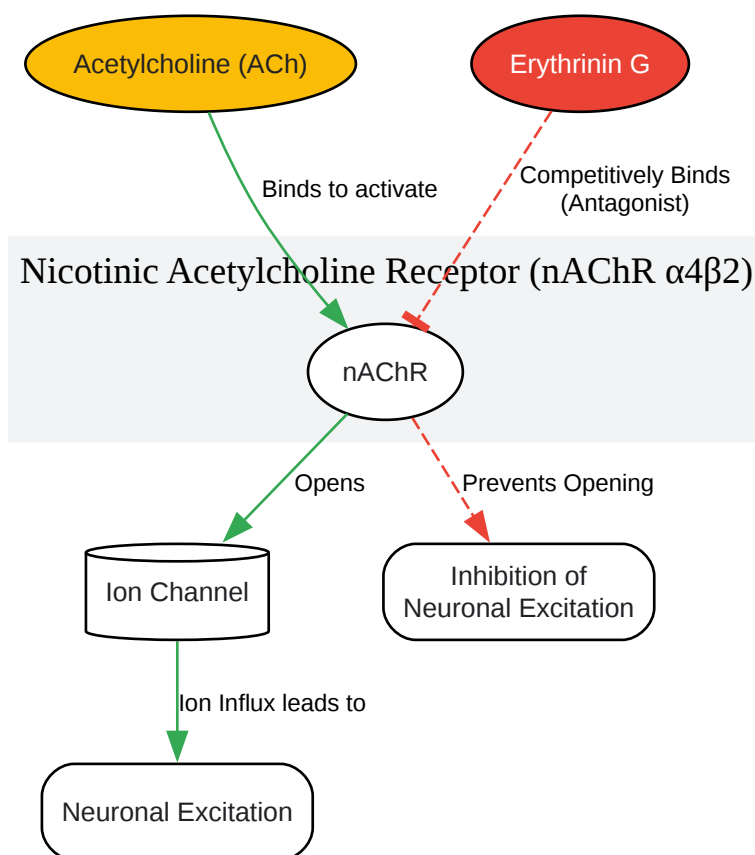 Acetylcholine (ACh)
Erythrinin G
Binds to activate
Competitively Binds
(Antagonist)
Nicotinic Acetylcholine Receptor (nAChR α4β2)
nAChR
Opens
Prevents Opening
Ion Channel
Inhibition of
Neuronal Excitation
Ion Influx leads to
Neuronal Excitation